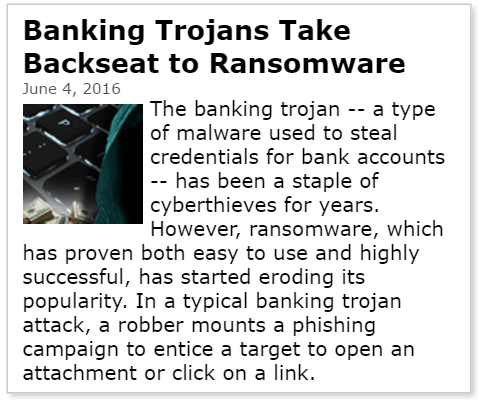 Banking Trojans Take
Backseat to Ransomware
June 4, 2016
The banking trojan -- a type
of malware used to steal
credentials for bank accounts
-- has been a staple of
cyberthieves for years.
However, ransomware, which
has proven both easy to use and highly
successful, has started eroding its
popularity. In a typical banking trojan
attack, a robber mounts a phishing
campaign to entice a target to open an
attachment or click on a link.